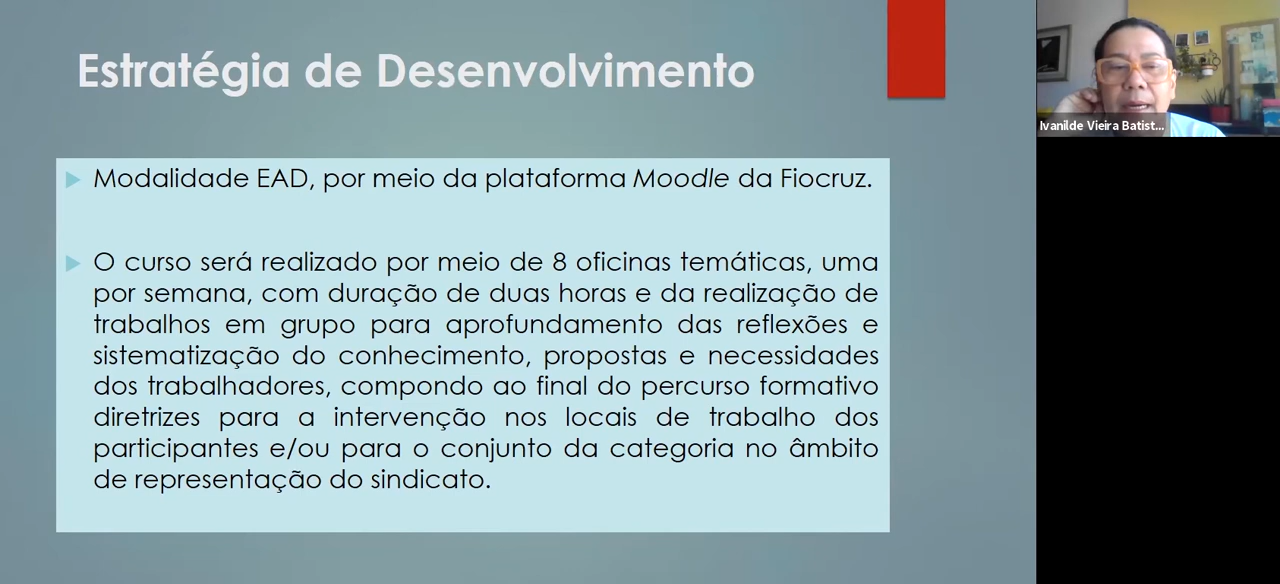 Estratégia de Desenvolvimento
Modalidade EAD, por meio da plataforma Moodle da Fiocruz.
O curso será realizado por meio de 8 oficinas temáticas, uma
por semana, com duração de duas horas e da realização de
trabalhos em grupo para aprofundamento das reflexões e
sistematização do conhecimento, propostas e necessidades
dos trabalhadores, compondo ao final do percurso formativo
diretrizes para a intervenção nos locais de trabalho dos
participantes e/ou para o conjunto da categoria no âmbito
de representação do sindicato.
Ivanilde Vieira Batist...